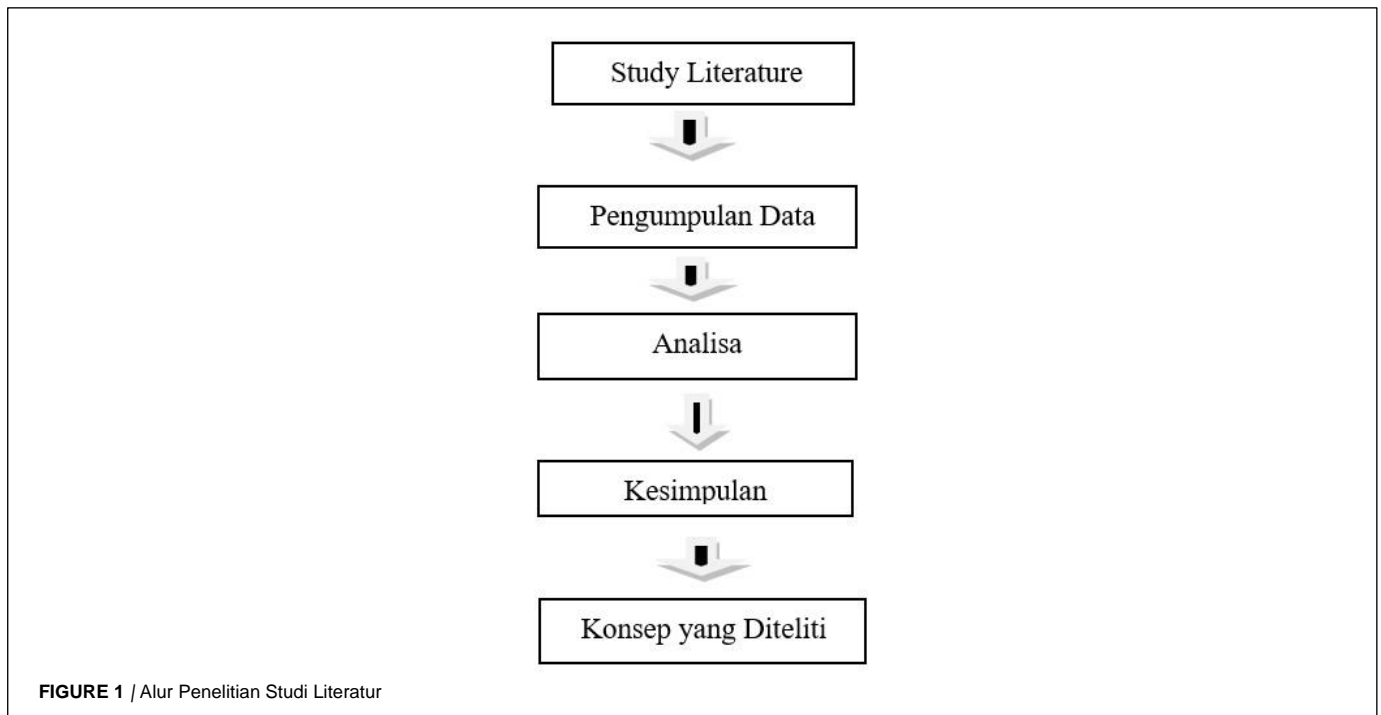 Study Literature
Pengumpulan Data
Analisa
Kesimpulan
Konsep yang Diteliti
FIGURE 1 | Alur Penelitian Studi Literatur